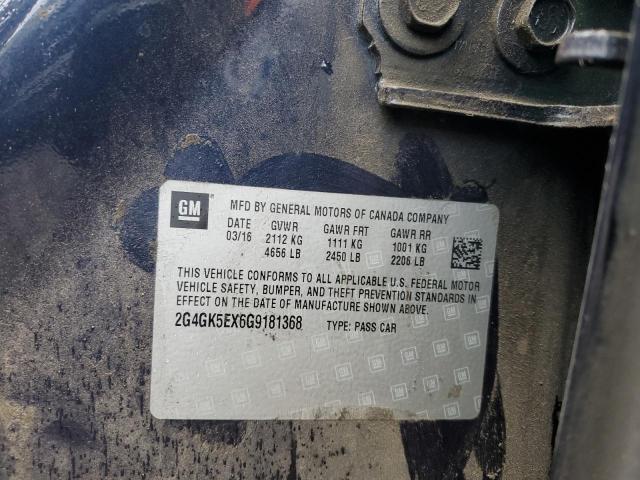 GM
MFD BY GENERAL MOTORS OF CANADA COMPANY
DATE GVWR GAWR FRT GAWR RR
03/16 2112 KG 1111 KG 1001 KG
4656 LB 2450 LB 2206 LB
THIS VEHICLE CONFORMS TO ALL APPLICABLE U.S. FEDERAL MOTOR
VEHICLE SAFETY, BUMPER, AND THEFT PREVENTION STANDARDS IN
EFFECT ON THE DATE OF MANUFACTURE SHOWN ABOVE.
2G4GK5EX6G9181368 TYPE: PASS CAR